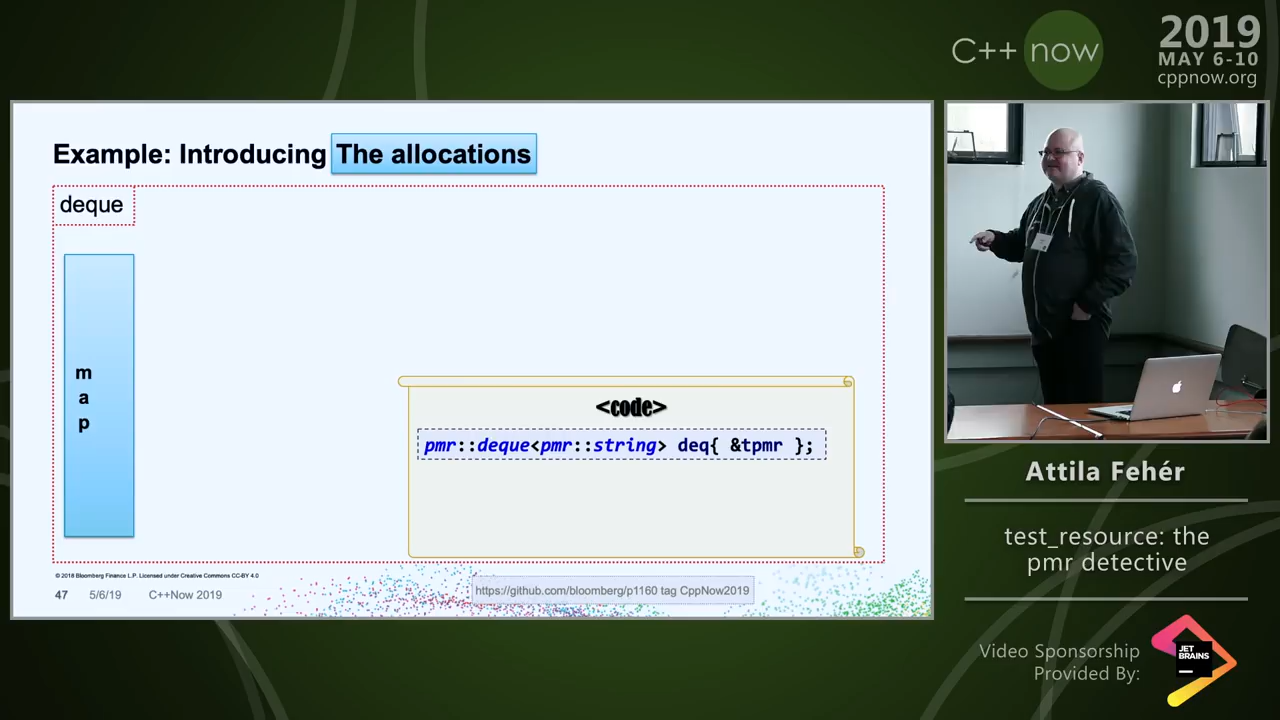 C++ now
2019
MAY 6-10
cppnow.org
Example: Introducing The allocations
deque
m
a
p
<code>
pmr::deque<pmr::string> deq{ &tpmr };
© 2018 Bloomberg Finance L.P. Licensed under Creative Commons CC-BY 4.0
47 5/6/19 C++Now 2019
https://github.com/bloomberg/p1160 tag CppNow2019
Attila Fehér
test_resource: the
pmr detective
Video Sponsorship
Provided By:
JET
BRAINS